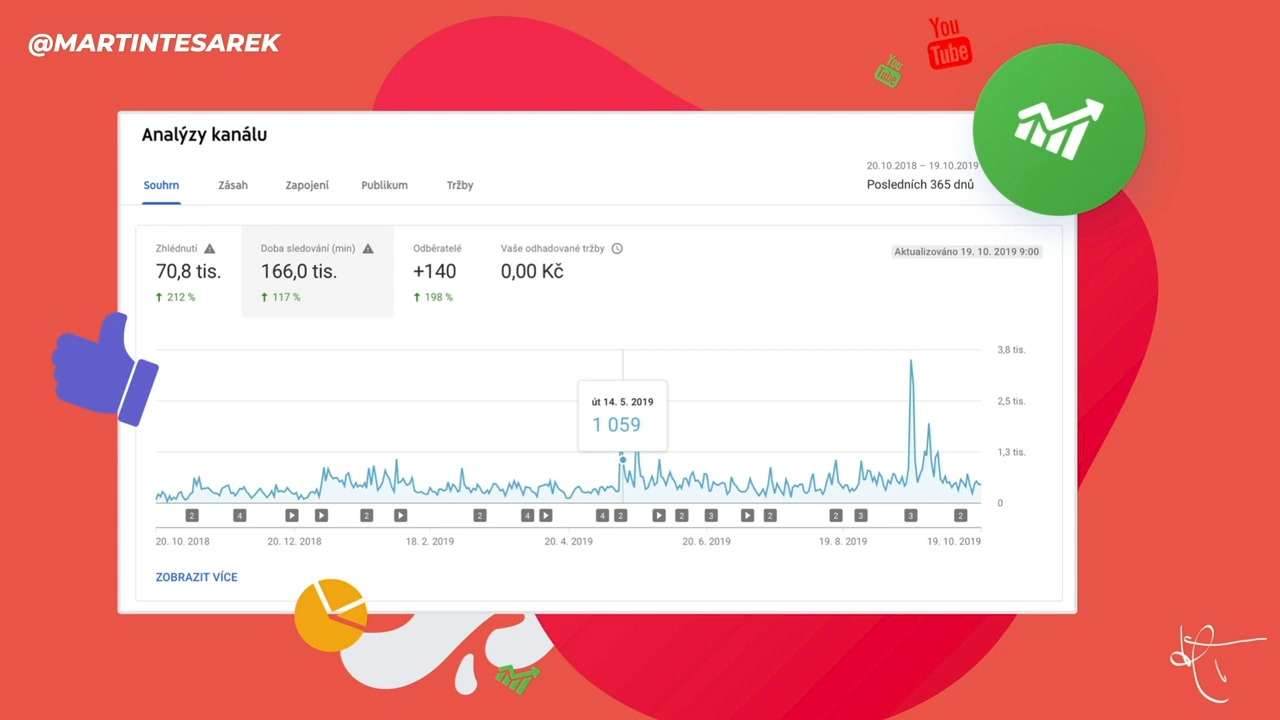 @MARTINTESAREK
You
Tube
You
Tube
Analýzy kanálu
20.10.2018 – 19.10.2019
Posledních 365 dnů
Souhrn Zásah Zapojení Publikum Tržby
Zhlédnutí Doba sledování (min) Odběratelé Vaše odhadované tržby
Aktualizováno 19. 10. 2019 9:00
70,8 tis. 166,0 tis. +140 0,00 Kč
212 % 117 % 198 %
3,8 tis.
út 14. 5. 2019
2,5 tis.
1 059
1,3 tis.
0
2 4 2 2 4 4 2 2 3 2 2 3 3 2
20. 10. 2018 20. 12. 2018 18. 2. 2019 20. 4. 2019 20. 6. 2019 19. 8. 2019 19. 10. 2019
ZOBRAZIT VÍCE